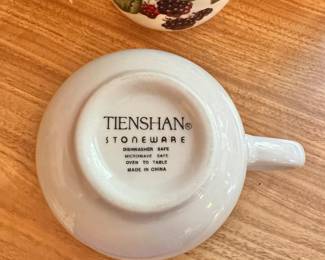 TIENSHAN®
STONEWARE
DISHWASHER SAFE
MICROWAVE SAFE
OVEN TO TABLE
MADE IN CHINA